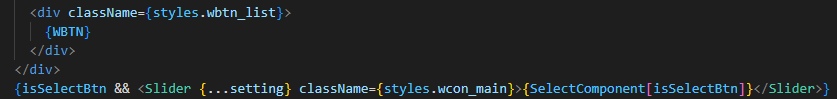 <div className={styles.wbtn_list}>
{WBTN}
</div>
</div>
{isSelectBtn && <Slider {...setting} className={styles.wcon_main}>{SelectComponent[isSelectBtn]}</Slider>}